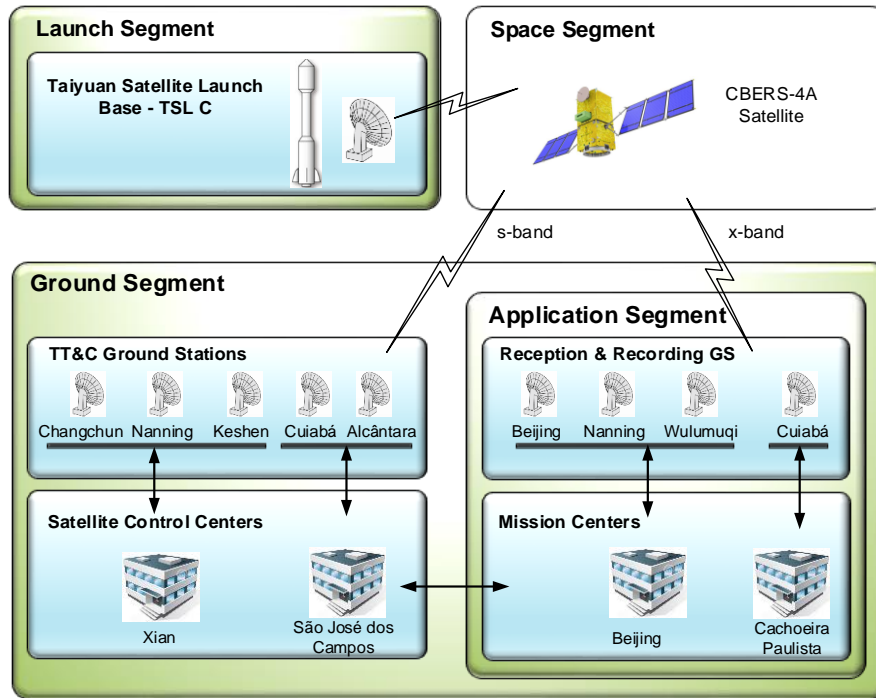 Launch Segment
Taiyuan Satellite Launch
Base - TSL C
Space Segment
CBERS-4A
Satellite
s-band
x-band
Ground Segment
TT&C Ground Stations
Changchun
Nanning
Keshen
Cuiabá
Alcântara
Satellite Control Centers
Xian
São José dos
Campos
Application Segment
Reception & Recording GS
Beijing
Nanning
Wulumuqi
Cuiabá
Mission Centers
Beijing
Cachoeira
Paulista